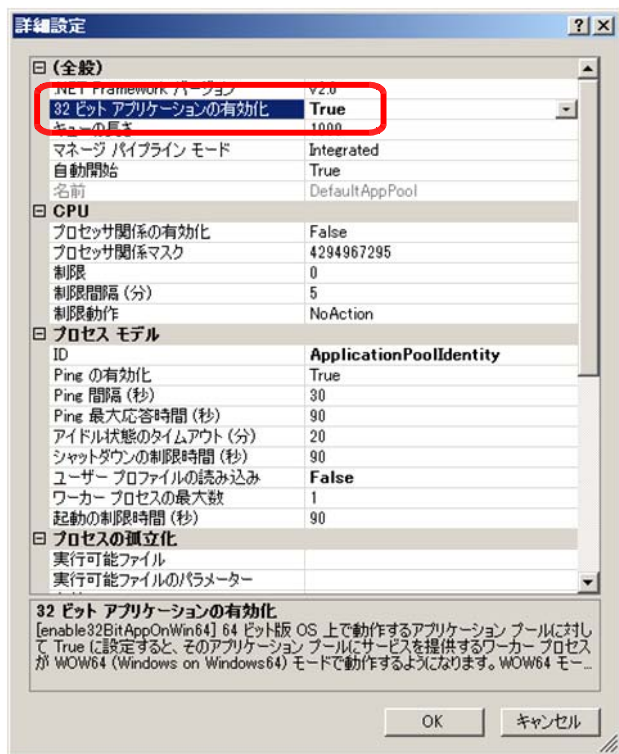 詳細設定
(全般)
.NET Framework バージョン v2.0
32 ビット アプリケーションの有効化 True
キューの長さ 1000
マネージ パイプライン モード Integrated
自動開始 True
名前 DefaultAppPool
CPU
プロセッサ関係の有効化 False
プロセッサ関係マスク 4294967295
制限 0
制限間隔 (分) 5
制限動作 NoAction
プロセス モデル
ID ApplicationPoolIdentity
Ping の有効化 True
Ping 間隔 (秒) 30
Ping 最大応答時間 (秒) 90
アイドル状態のタイムアウト (分) 20
シャットダウンの制限時間 (秒) 90
ユーザー プロファイルの読み込み False
ワーカー プロセスの最大数 1
起動の制限時間 (秒) 90
プロセスの孤立化
実行可能ファイル
実行可能ファイルのパラメーター
32 ビット アプリケーションの有効化
[enable32BitAppOnWin64] 64 ビット版 OS 上で動作するアプリケーション プールに対し
て True に設定すると、そのアプリケーション プールにサービスを提供するワーカー プロセス
が WOW64 (Windows on Windows64) モードで動作するようになります。WOW64 モー...
OK キャンセル